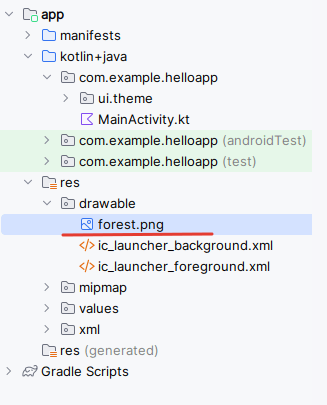 app
manifests
kotlin+java
com.example.helloapp
ui.theme
MainActivity.kt
com.example.helloapp (androidTest)
com.example.helloapp (test)
res
drawable
forest.png
ic_launcher_background.xml
ic_launcher_foreground.xml
mipmap
values
xml
res (generated)
Gradle Scripts